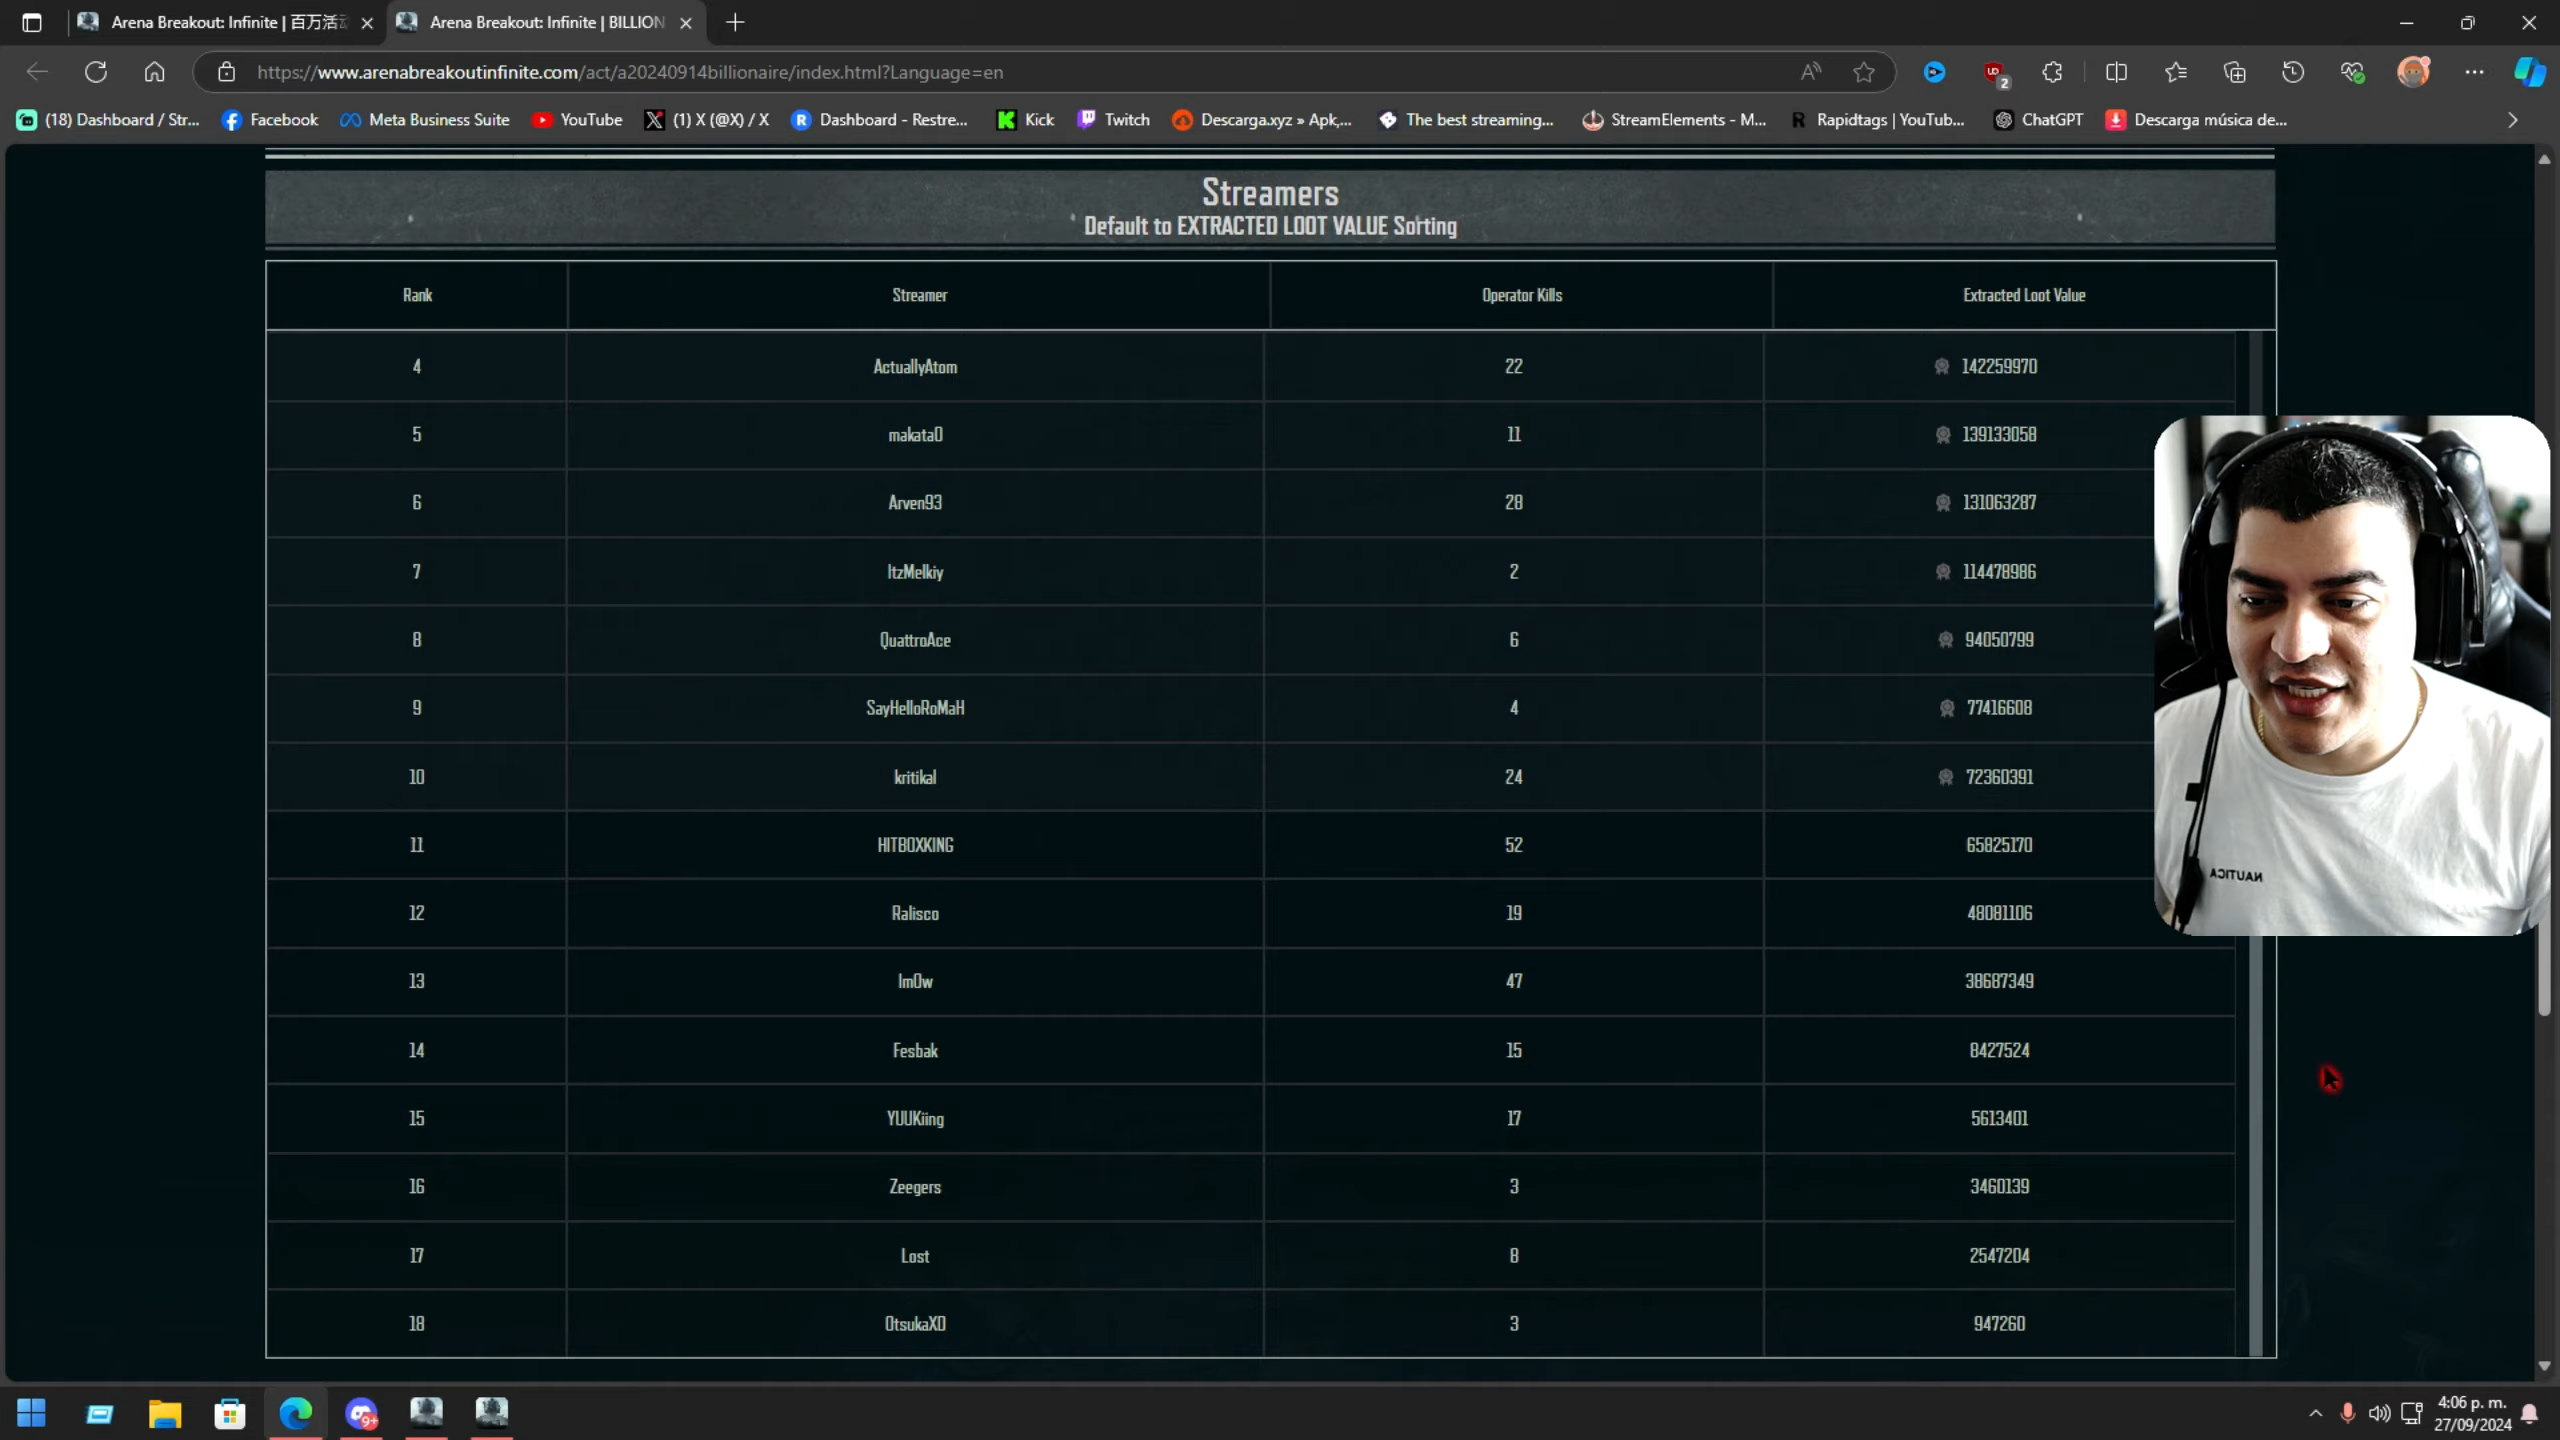 Arena Breakout: Infinite | 百万活
Arena Breakout: Infinite | BILLION
https://www.arenabreakoutinfinite.com/act/a20240914billionaire/index.html?Language=en
2
(18) Dashboard / Str...
Facebook
Meta Business Suite
YouTube
(1) X (@X) / X
Dashboard - Restre...
Kick
Twitch
Descarga.xyz » Apk,...
The best streaming...
StreamElements - M...
Rapidtags | YouTub...
ChatGPT
Descarga música de...
Streamers
Default to EXTRACTED LOOT VALUE Sorting
Rank Streamer Operator Kills Extracted Loot Value
4 ActuallyAtom 22 142259970
5 makata0 11 139133058
6 Arven93 28 131063287
7 ItzMelkiy 2 114478986
8 QuattroAce 6 94050799
9 SayHelloRoMaH 4 77416608
10 kritikal 24 72360391
11 HITBOXKING 52 65825170
12 Ralisco 19 48081106
13 Im0w 47 38687349
14 Fesbak 15 8427524
15 YUUKiing 17 5613401
16 Zeegers 3 3460139
17 Lost 8 2547204
18 OtsukaXD 3 947260
NAUTICA
9+
4:06 p. m.
27/09/2024